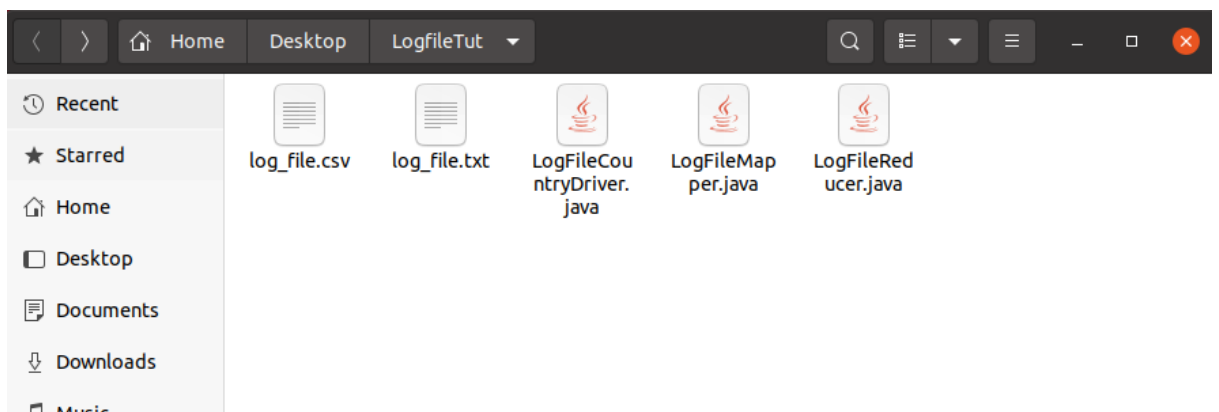 Home Desktop LogfileTut
Recent
Starred
Home
Desktop
Documents
Downloads
Music
log_file.csv
log_file.txt
LogFileCou
ntryDriver.
java
LogFileMap
per.java
LogFileRed
ucer.java